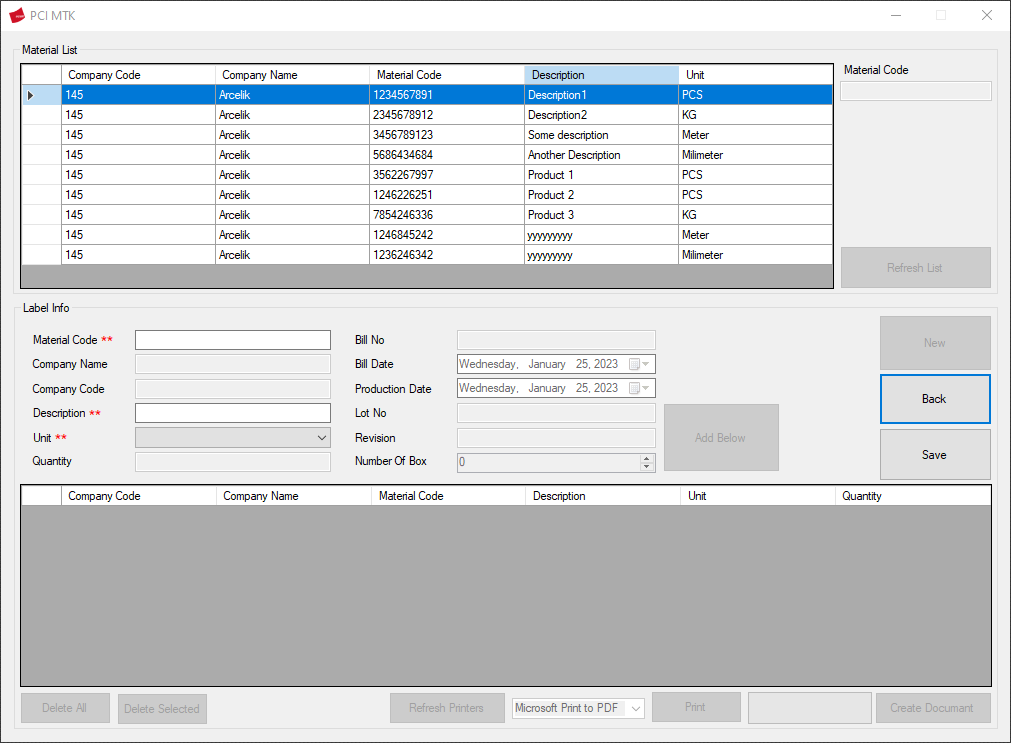 PCI MTK
Material List
Company Code Company Name Material Code Description Unit
145 Arcelik 1234567891 Description1 PCS
145 Arcelik 2345678912 Description2 KG
145 Arcelik 3456789123 Some description Meter
145 Arcelik 5686434684 Another Description Milimeter
145 Arcelik 3562267997 Product 1 PCS
145 Arcelik 1246226251 Product 2 PCS
145 Arcelik 7854246336 Product 3 KG
145 Arcelik 1246845242 yyyyyyyyy Meter
145 Arcelik 1236246342 yyyyyyyyy Milimeter
Material Code
Refresh List
Label Info
Material Code **
Company Name
Company Code
Description **
Unit **
Quantity
Bill No
Bill Date Wednesday, January 25, 2023
Production Date Wednesday, January 25, 2023
Lot No
Revision
Number Of Box 0
Add Below
New
Back
Save
Company Code Company Name Material Code Description Unit Quantity
Delete All Delete Selected Refresh Printers Microsoft Print to PDF Print Create Documant